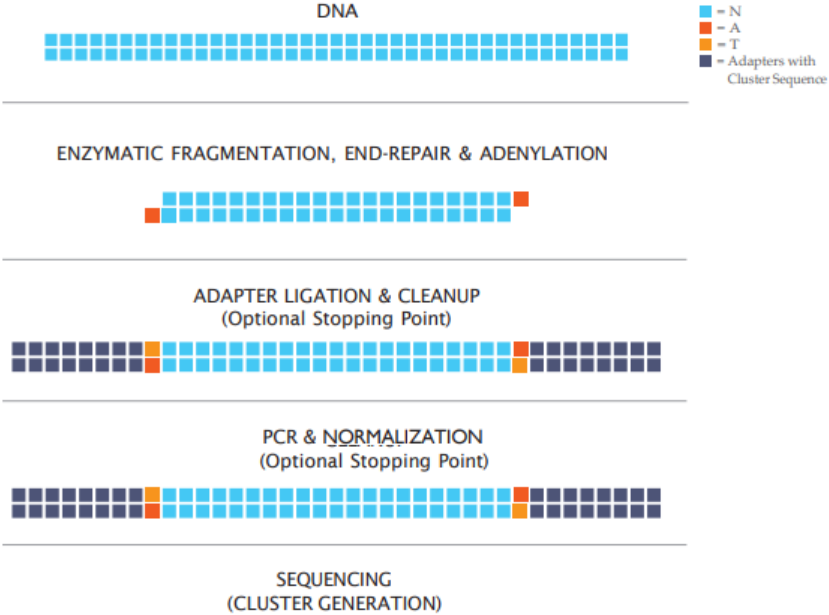 DNA
= N
= A
= T
= Adapters with
Cluster Sequence
ENZYMATIC FRAGMENTATION, END-REPAIR & ADENYLATION
ADAPTER LIGATION & CLEANUP
(Optional Stopping Point)
PCR & NORMALIZATION
(Optional Stopping Point)
SEQUENCING
(CLUSTER GENERATION)